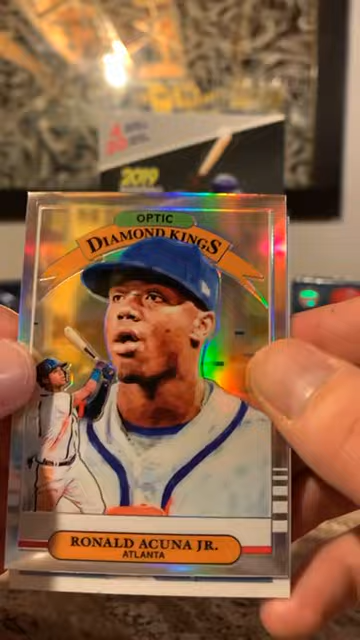 2019
OPTIC
DIAMOND KINGS
RONALD ACUNA JR.
ATLANTA